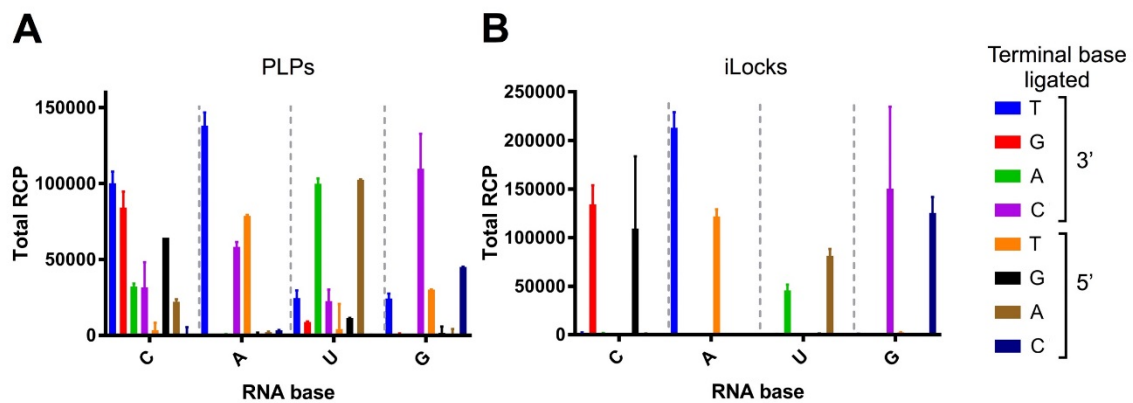 A
PLPs
Total RCP
150000
100000
50000
0
C
A
U
G
RNA base
B
iLocks
Total RCP
250000
200000
150000
100000
50000
0
C
A
U
G
RNA base
Terminal base
ligated
T
G
A
C
3’
T
G
A
C
5’